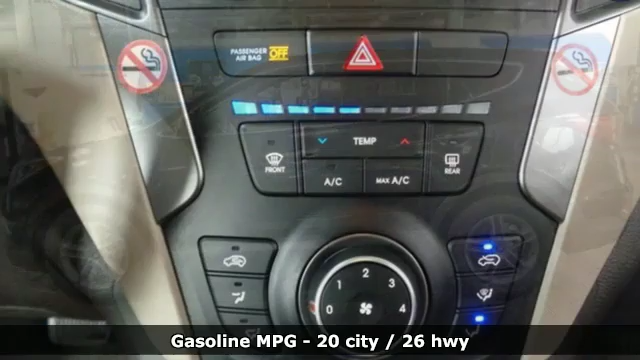 PASSENGER
AIR BAG OFF
TEMP
FRONT
A/C
MAX A/C
REAR
1 2 3 4
0
Gasoline MPG - 20 city / 26 hwy